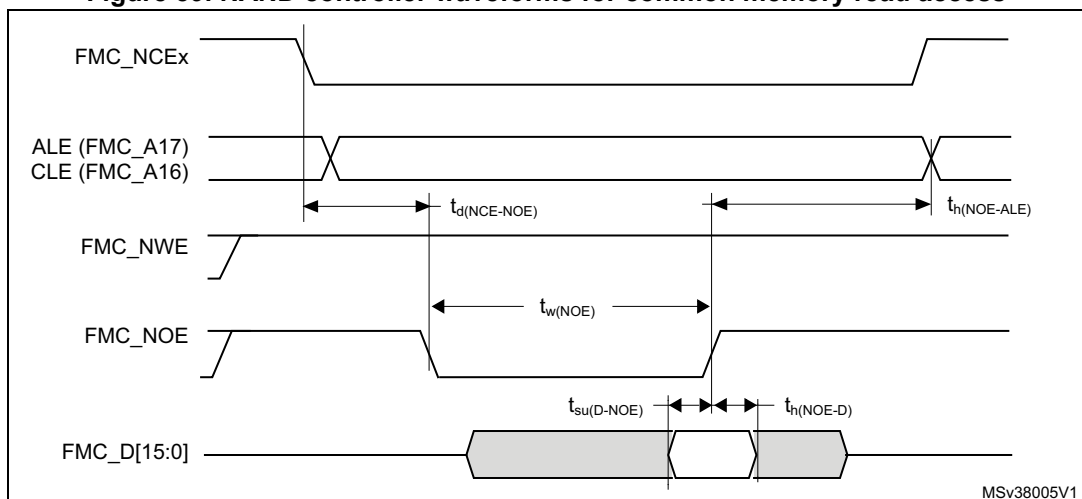 Figure 55. NAND controller waveforms for common memory read access
FMC_NCEx
ALE (FMC_A17)
CLE (FMC_A16)
td(NCE-NOE)
th(NOE-ALE)
FMC_NWE
tw(NOE)
FMC_NOE
tsu(D-NOE)
th(NOE-D)
FMC_D[15:0]
MSv38005V1